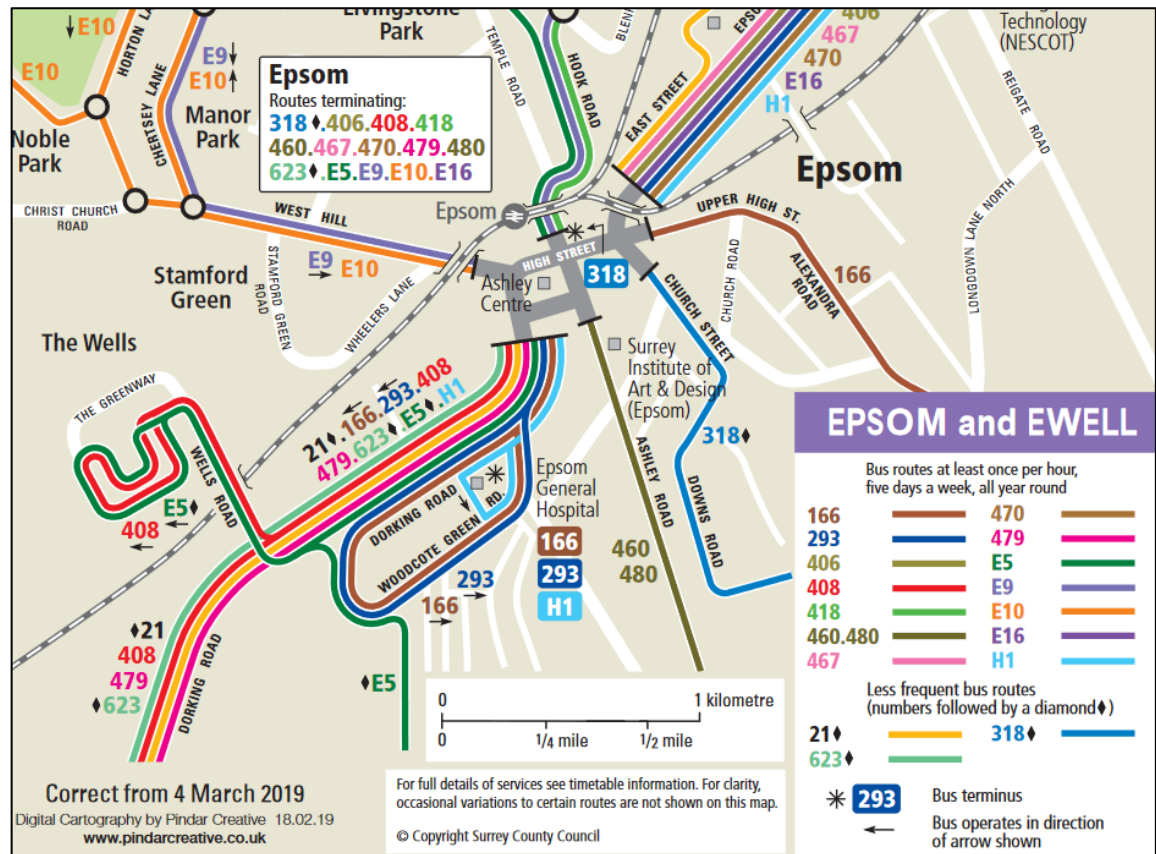 E10
HORTON LANE
E9
E10
E10
CHERTSEY LANE
Manor
Park
Noble
Park
Livingstone
Park
TEMPLE ROAD
HOOK ROAD
Epsom
Routes terminating:
318♦.406.408.418
460.467.470.479.480
623♦.E5.E9.E10.E16
406
467
470
E16
H1
EAST STREET
Technology
(NESCOT)
REIGATE ROAD
Epsom
LONGDOWN LANE NORTH
CHRIST CHURCH
ROAD
WEST HILL
E9 E10
Stamford
Green
STAMFORD GREEN
ROAD
WHEELERS LANE
Epsom
HIGH STREET
318
Ashley
Centre
UPPER HIGH ST.
ALEXANDRA
ROAD
166
CHURCH ROAD
CHURCH STREET
The Wells
THE GREENWAY
WELLS ROAD
E5♦
408
21♦.166.293.408
479.623♦.E5♦.H1
Surrey
Institute of
Art & Design
(Epsom)
318♦
DOWNS ROAD
ASHLEY ROAD
460
480
DORKING ROAD
WOODCOTE GREEN RD.
Epsom
General
Hospital
166
293
H1
293
166
♦21
408
479
♦623
DORKING ROAD
♦E5
0 1 kilometre
0 1/4 mile 1/2 mile
Correct from 4 March 2019
Digital Cartography by Pindar Creative 18.02.19
www.pindarcreative.co.uk
For full details of services see timetable information. For clarity,
occasional variations to certain routes are not shown on this map.
© Copyright Surrey County Council
EPSOM and EWELL
Bus routes at least once per hour,
five days a week, all year round
166 470
293 479
406 E5
408 E9
418 E10
460.480 E16
467 H1
Less frequent bus routes
(numbers followed by a diamond♦)
21♦ 318♦
623♦
293 Bus terminus
Bus operates in direction
of arrow shown